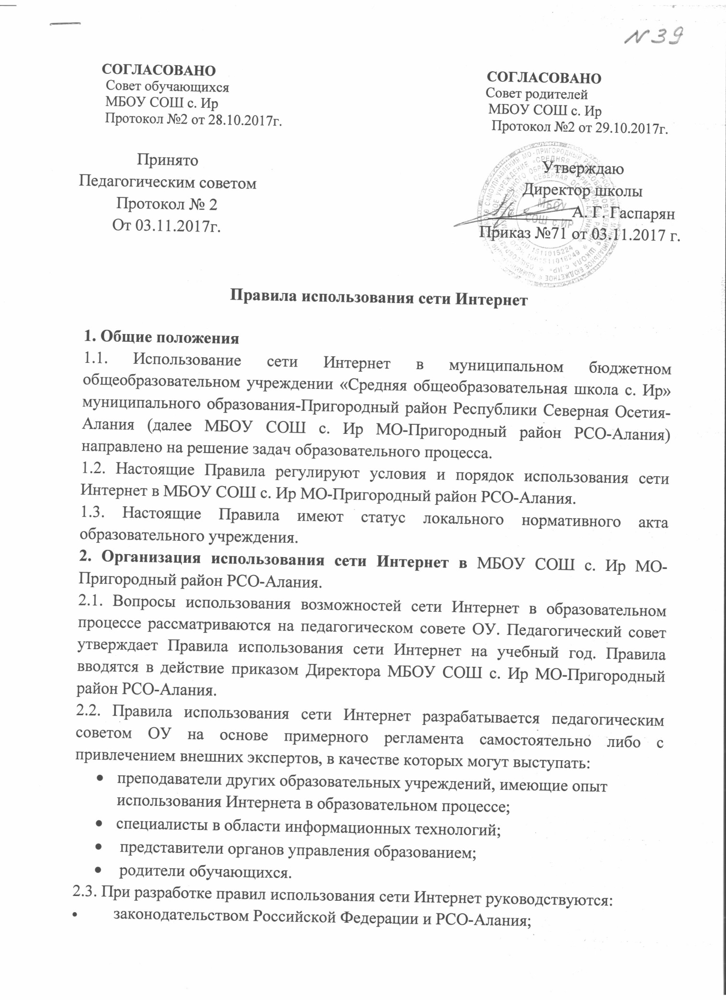 N39
СОГЛАСОВАНО
Совет обучающихся
МБОУ СОШ с. Ир
Протокол №2 от 28.10.2017г.
СОГЛАСОВАНО
Совет родителей
МБОУ СОШ с. Ир
Протокол №2 от 29.10.2017г.
Принято
Педагогическим советом
Протокол № 2
От 03.11.2017г.
Утверждаю
Директор школы
А. Г. Гаспарян
Приказ №71 от 03.11.2017 г.
МБОУ
СОШ с.ИР
Правила использования сети Интернет
1. Общие положения
1.1. Использование сети Интернет в муниципальном бюджетном
общеобразовательном учреждении «Средняя общеобразовательная школа с. Ир»
муниципального образования-Пригородный район Республики Северная Осетия-
Алания (далее МБОУ СОШ с. Ир МО-Пригородный район РСО-Алания)
направлено на решение задач образовательного процесса.
1.2. Настоящие Правила регулируют условия и порядок использования сети
Интернет в МБОУ СОШ с. Ир МО-Пригородный район РСО-Алания.
1.3. Настоящие Правила имеют статус локального нормативного акта
образовательного учреждения.
2. Организация использования сети Интернет в МБОУ СОШ с. Ир МО-
Пригородный район РСО-Алания.
2.1. Вопросы использования возможностей сети Интернет в образовательном
процессе рассматриваются на педагогическом совете ОУ. Педагогический совет
утверждает Правила использования сети Интернет на учебный год. Правила
вводятся в действие приказом Директора МБОУ СОШ с. Ир МО-Пригородный
район РСО-Алания.
2.2. Правила использования сети Интернет разрабатывается педагогическим
советом ОУ на основе примерного регламента самостоятельно либо с
привлечением внешних экспертов, в качестве которых могут выступать:
• преподаватели других образовательных учреждений, имеющие опыт
использования Интернета в образовательном процессе;
• специалисты в области информационных технологий;
• представители органов управления образованием;
• родители обучающихся.
2.3. При разработке правил использования сети Интернет руководствуются:
• законодательством Российской Федерации и РСО-Алания;